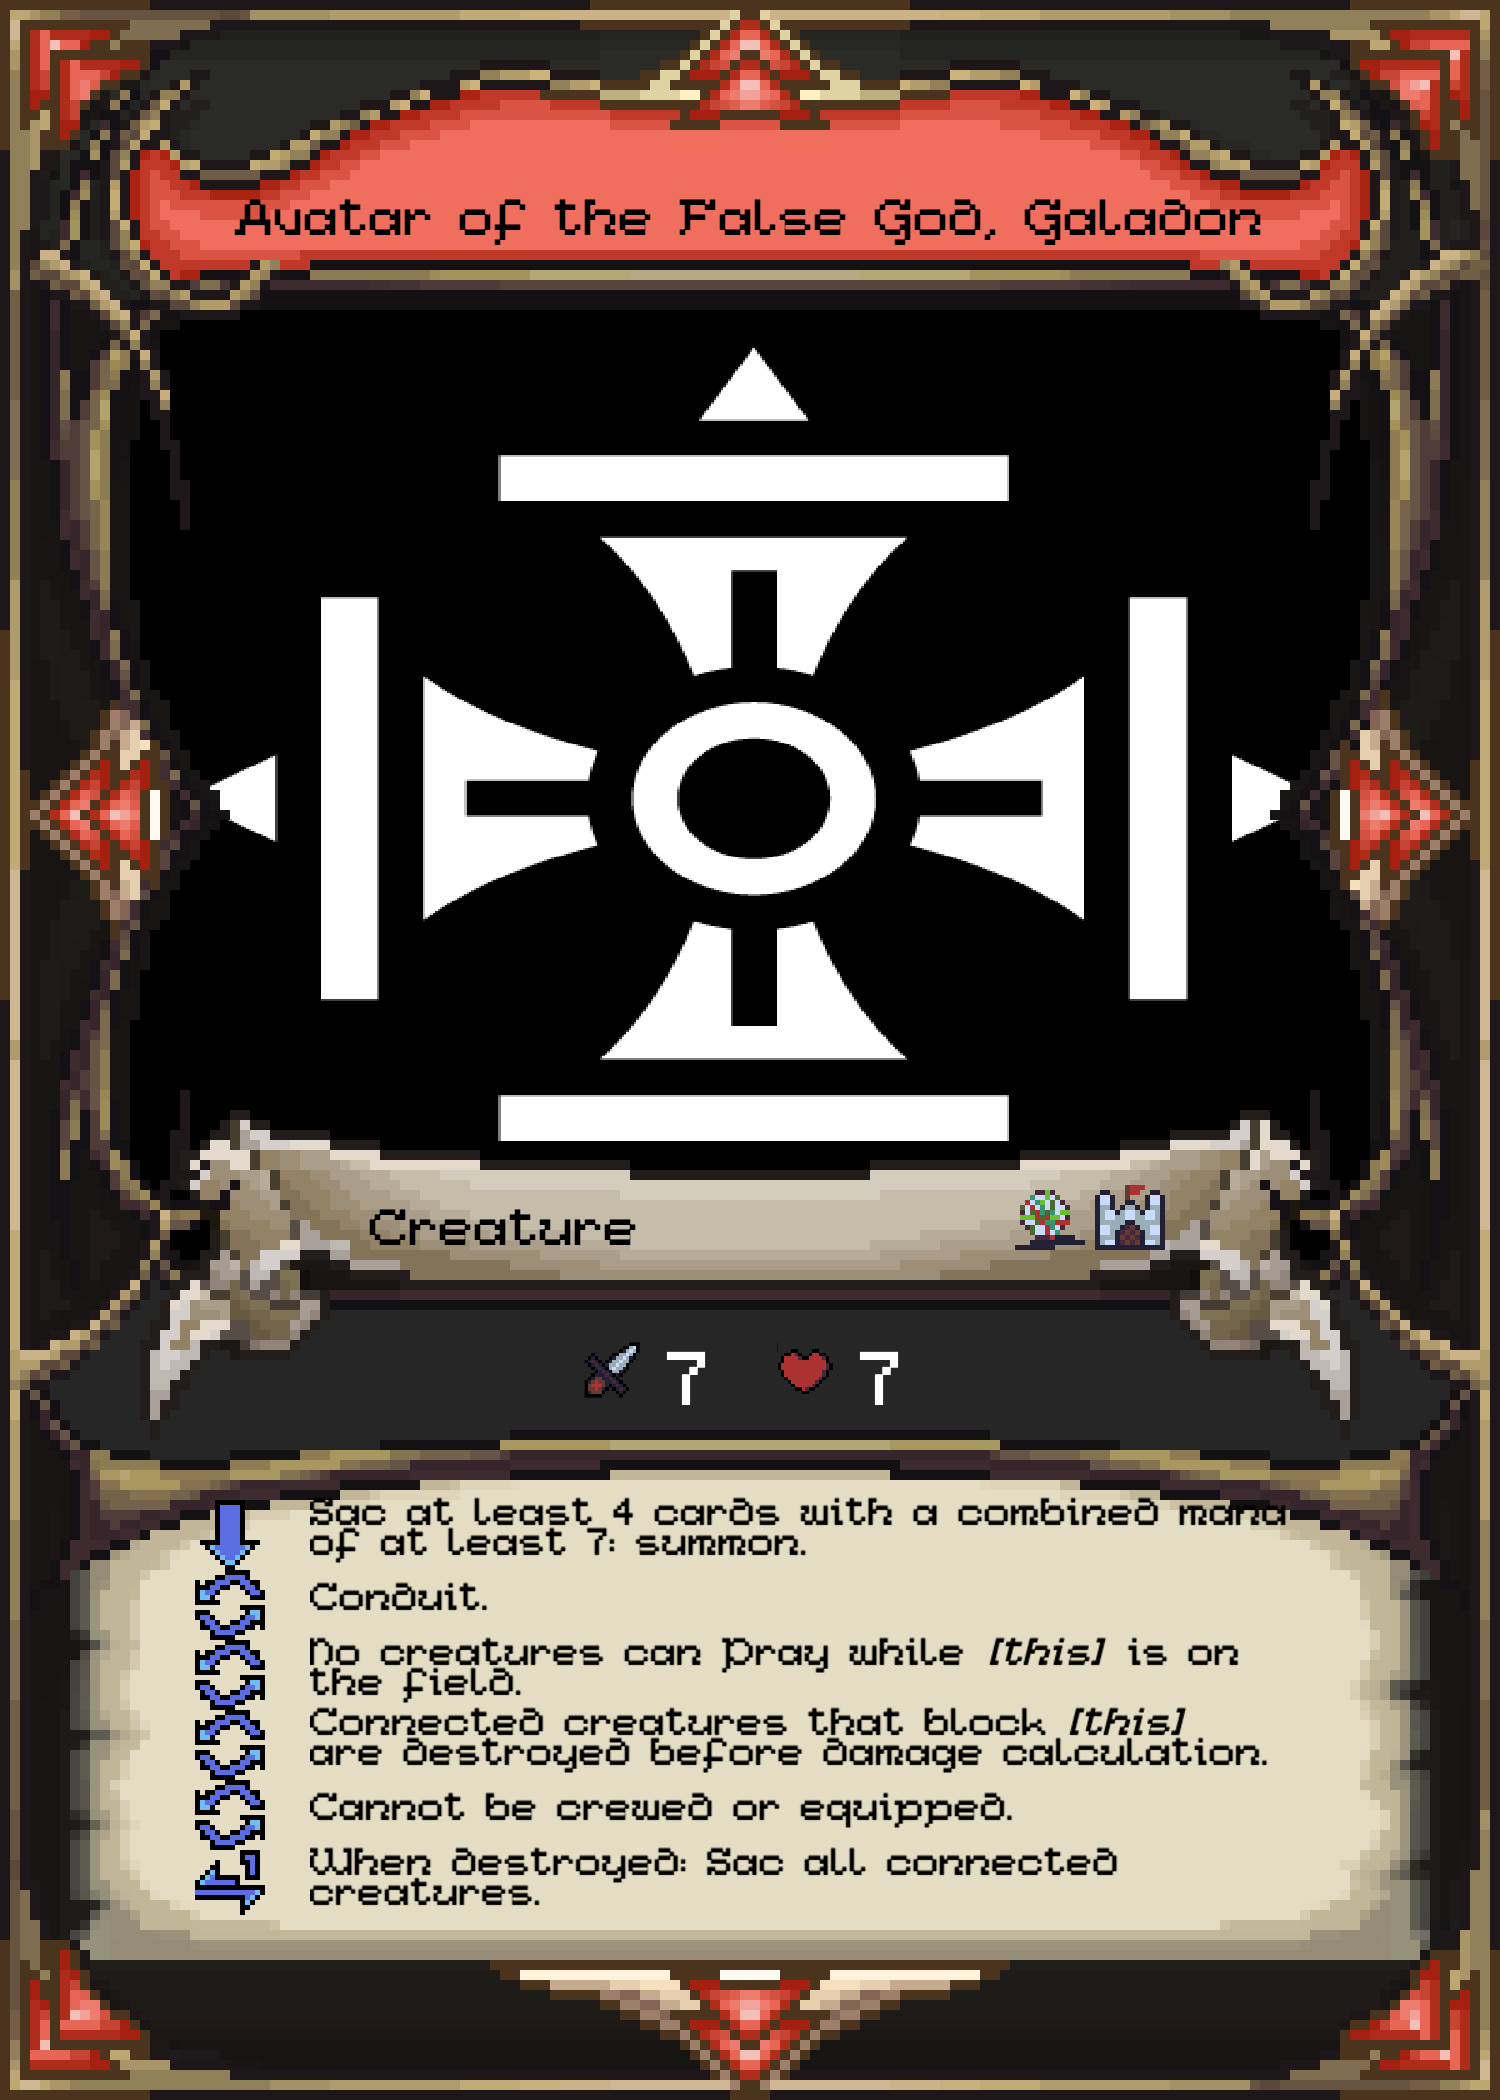 Avatar of the False God, Galadon
Creature
7 7
Sac at least 4 cards with a combined mana
of at least 7: summon.
Conduit.
No creatures can Pray while [this] is on
the field.
Connected creatures that block [this]
are destroyed before damage calculation.
Cannot be crewed or equipped.
When destroyed: Sac all connected
creatures.